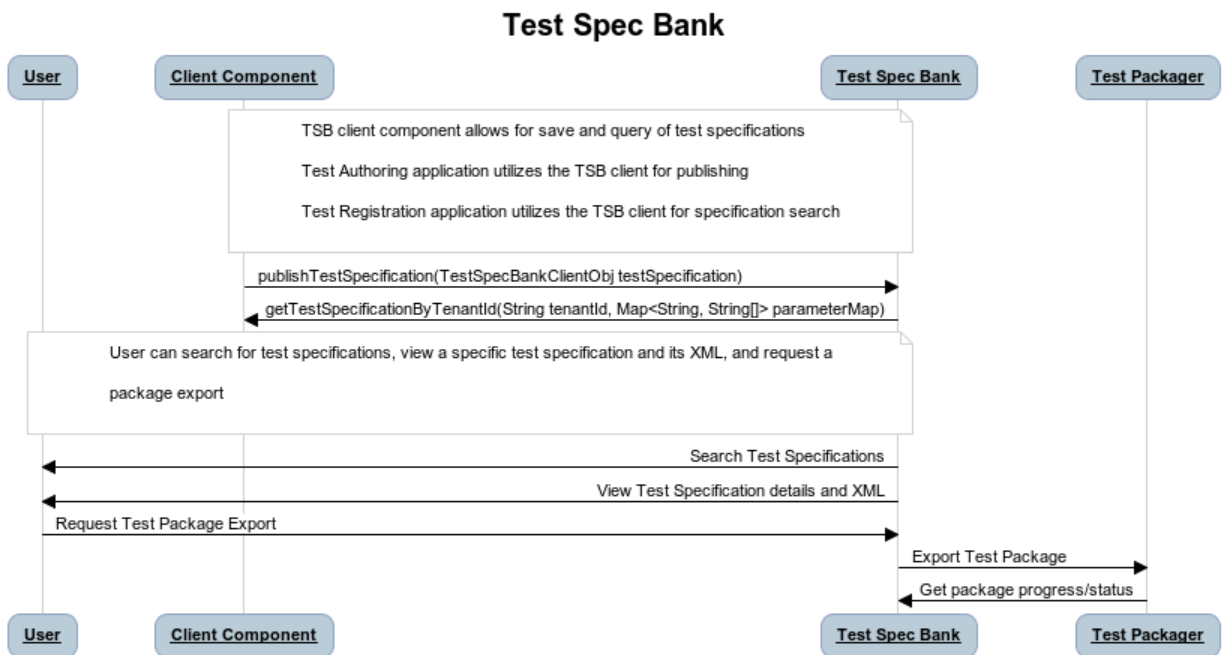 Test Spec Bank
User Client Component Test Spec Bank Test Packager
TSB client component allows for save and query of test specifications
Test Authoring application utilizes the TSB client for publishing
Test Registration application utilizes the TSB client for specification search
publishTestSpecification(TestSpecBankClientObj testSpecification)
getTestSpecificationByTenantId(String tenantId, Map<String, String[]> parameterMap)
User can search for test specifications, view a specific test specification and its XML, and request a
package export
Search Test Specifications
View Test Specification details and XML
Request Test Package Export
Export Test Package
Get package progress/status
User Client Component Test Spec Bank Test Packager